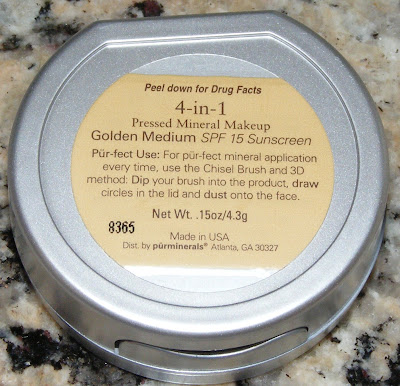 Peel down for Drug Facts
4-in-1
Pressed Mineral Makeup
Golden Medium SPF 15 Sunscreen
Pür-fect Use: For pür-fect mineral application
every time, use the Chisel Brush and 3D
method: Dip your brush into the product, draw
circles in the lid and dust onto the face.
Net Wt. .15oz/4.3g
8365
Made in USA
Dist. by pürminerals® Atlanta, GA 30327